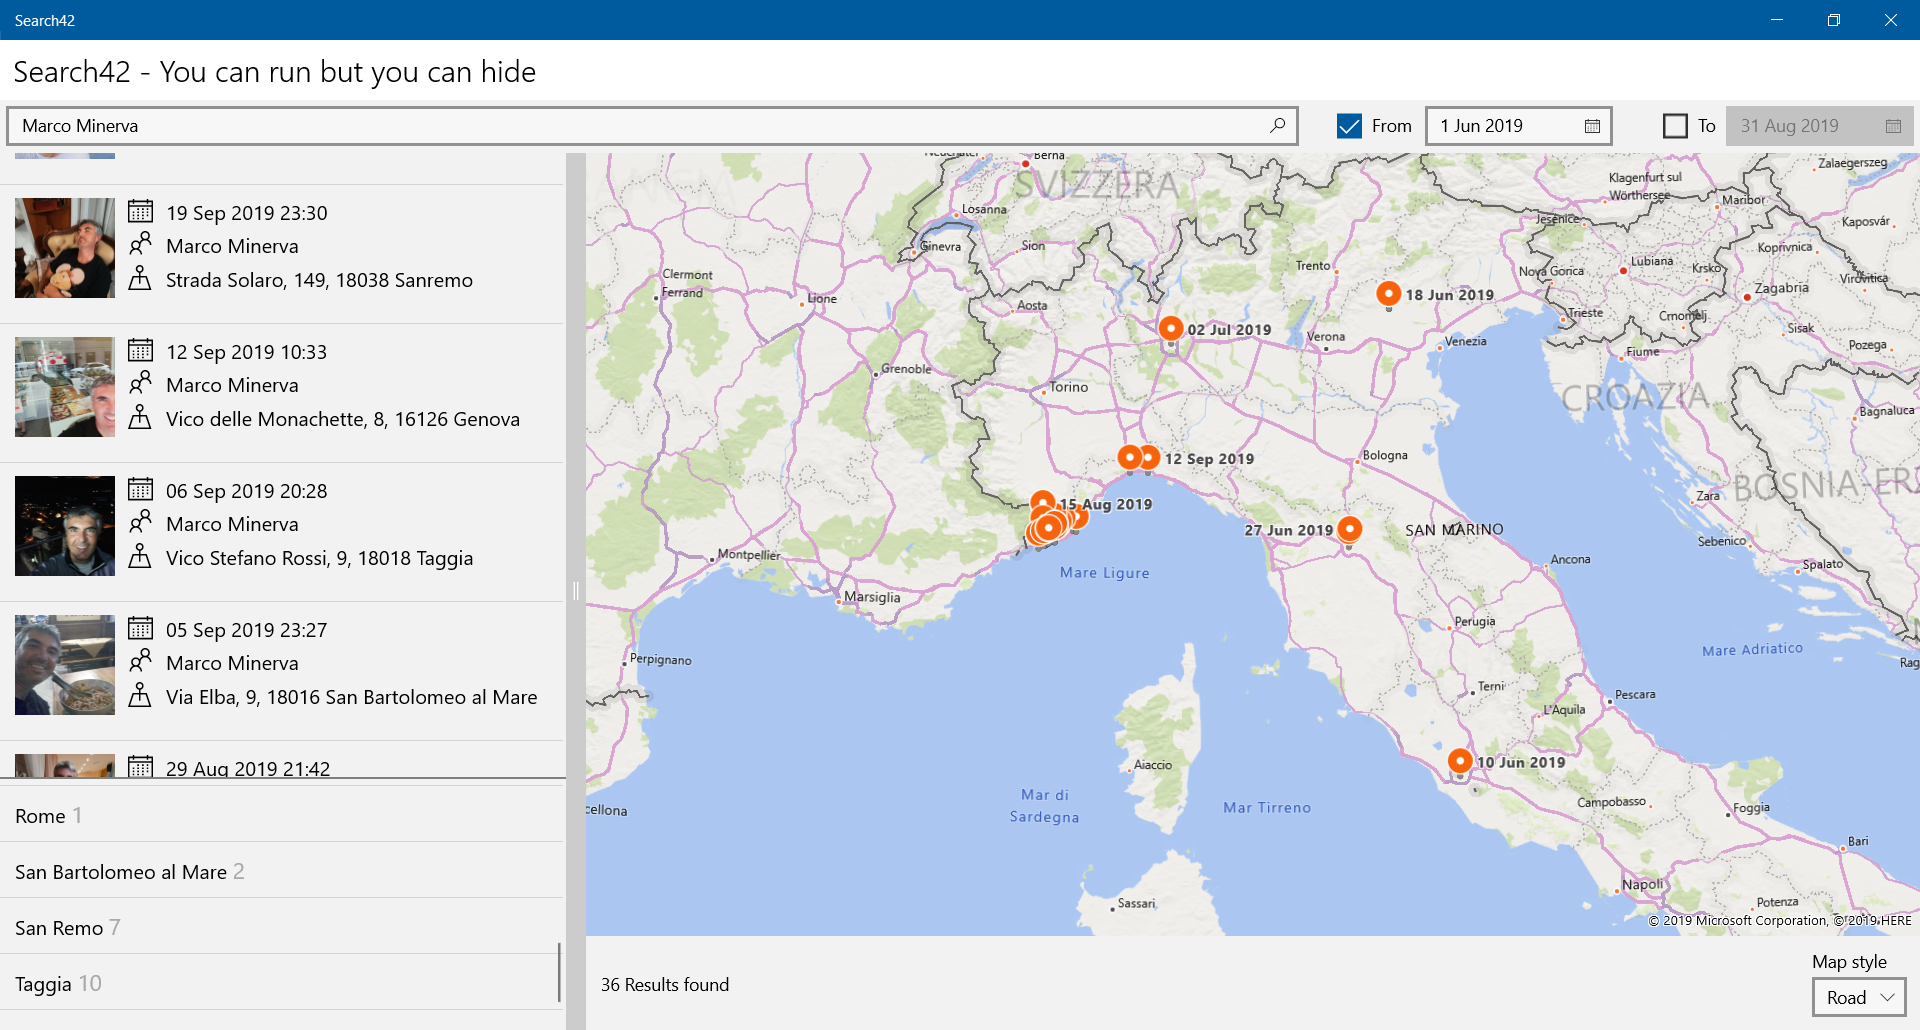 Search42
Search42 - You can run but you can hide
Marco Minerva
From
1 Jun 2019
To
31 Aug 2019
19 Sep 2019 23:30
Marco Minerva
Strada Solaro, 149, 18038 Sanremo
12 Sep 2019 10:33
Marco Minerva
Vico delle Monachette, 8, 16126 Genova
06 Sep 2019 20:28
Marco Minerva
Vico Stefano Rossi, 9, 18018 Taggia
05 Sep 2019 23:27
Marco Minerva
Via Elba, 9, 18016 San Bartolomeo al Mare
29 Aug 2019 21:42
Rome 1
San Bartolomeo al Mare 2
San Remo 7
Taggia 10
Berna
SVIZZERA
Losanna
Ginevra
Sion
Clermont
Ferrand
Lione
Aosta
Grenoble
Torino
Trento
18 Jun 2019
02 Jul 2019
Verona
Venezia
Klagenfurt sul
Wörthersee
Zalaegerszeg
Maribor
Kaposvár
Jesenice
Koprivnica
Nova Gorica
Lubiana
Krsko
Virovitica
Zagabria
Trieste
Crnomelj
Sisak
Fiume
Pozega
CROAZIA
Bagnaluca
12 Sep 2019
Bologna
15 Aug 2019
27 Jun 2019
SAN MARINO
Zara
BOSNIA-ER
Sebenico
Spalato
Ancona
Montpellier
Mare Ligure
Marsiglia
Perugia
Mare Adriatico
Rag
Perpignano
Terni
Pescara
L'Aquila
10 Jun 2019
Aiaccio
Mar di
Sardegna
Mar Tirreno
cellona
Campobasso
Foggia
Bari
Napoli
Potenza
Sassari
© 2019 Microsoft Corporation, © 2019 HERE
36 Results found
Map style
Road